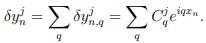 δy_n^j = ∑_q δy_{n,q}^j = ∑_q C_q^j e^{iqx_n}.